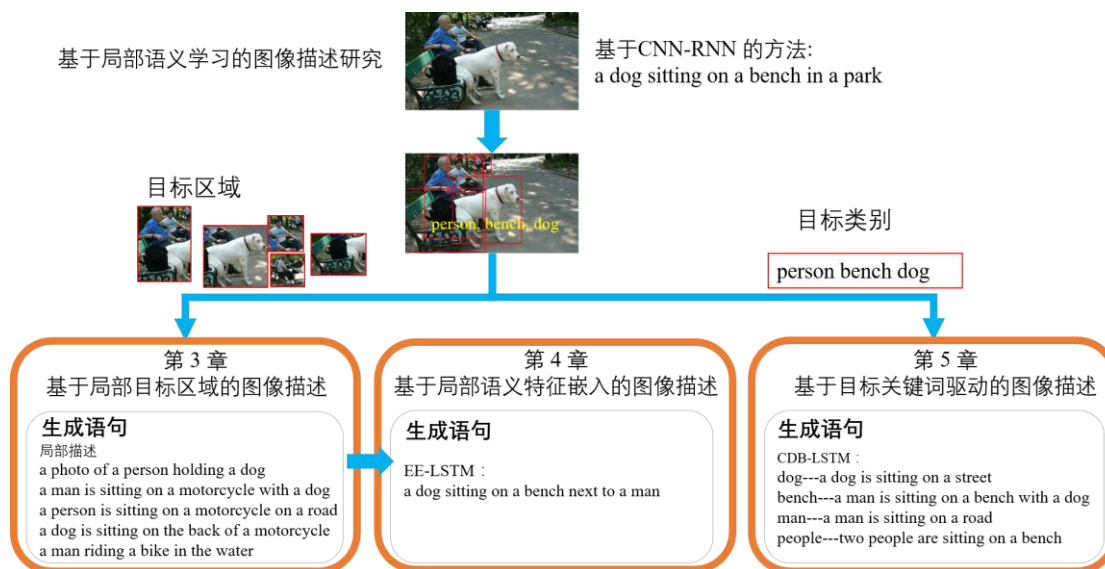 基于局部语义学习的图像描述研究
基于CNN-RNN 的方法:
a dog sitting on a bench in a park
目标区域
person, bench, dog
目标类别
person bench dog
第 3 章
基于局部目标区域的图像描述
生成语句
局部描述
a photo of a person holding a dog
a man is sitting on a motorcycle with a dog
a person is sitting on a motorcycle on a road
a dog is sitting on the back of a motorcycle
a man riding a bike in the water
第 4 章
基于局部语义特征嵌入的图像描述
生成语句
EE-LSTM :
a dog sitting on a bench next to a man
第 5 章
基于目标关键词驱动的图像描述
生成语句
CDB-LSTM :
dog---a dog is sitting on a street
bench---a man is sitting on a bench with a dog
man---a man is sitting on a road
people---two people are sitting on a bench